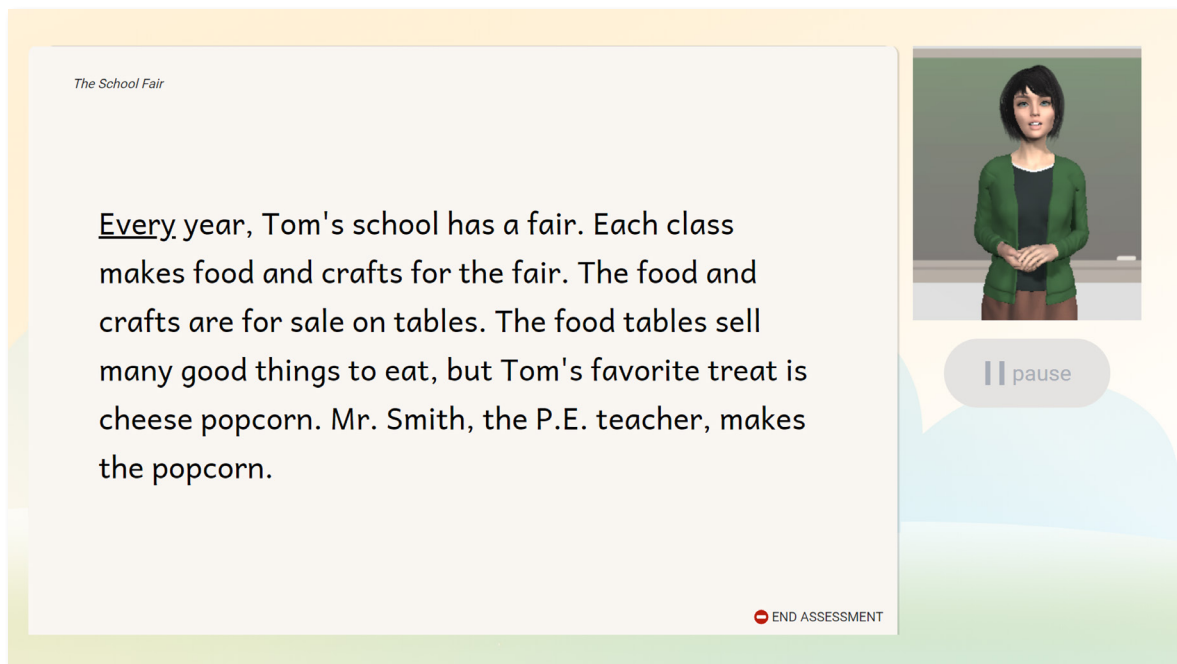 The School Fair
Every year, Tom's school has a fair. Each class
makes food and crafts for the fair. The food and
crafts are for sale on tables. The food tables sell
many good things to eat, but Tom's favorite treat is
cheese popcorn. Mr. Smith, the P.E. teacher, makes
the popcorn.
pause
END ASSESSMENT